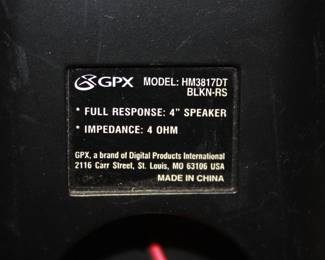 GPX MODEL: HM3817DT
BLKN-RS
* FULL RESPONSE: 4" SPEAKER
* IMPEDANCE: 4 OHM
GPX, a brand of Digital Products International
2116 Carr Street, St. Louis, MO 63106 USA
MADE IN CHINA